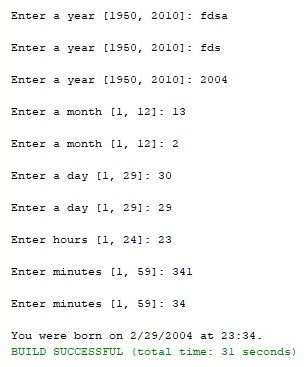 Enter a year [1950, 2010]: fdsa
Enter a year [1950, 2010]: fds
Enter a year [1950, 2010]: 2004
Enter a month [1, 12]: 13
Enter a month [1, 12]: 2
Enter a day [1, 29]: 30
Enter a day [1, 29]: 29
Enter hours [1, 24]: 23
Enter minutes [1, 59]: 341
Enter minutes [1, 59]: 34
You were born on 2/29/2004 at 23:34.
BUILD SUCCESSFUL (total time: 31 seconds)